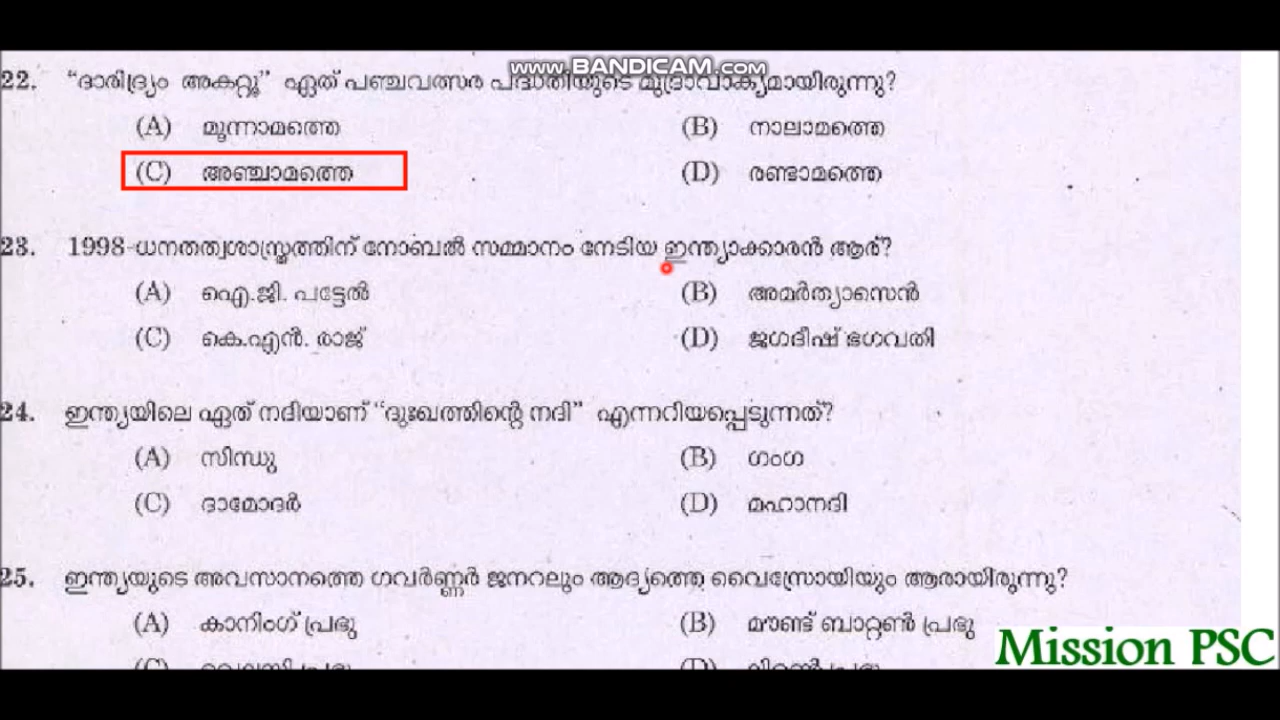 www.BANDICAM.com
22. "ദാരിദ്ര്യം അകറ്റൂ" ഏത് പഞ്ചവത്സര പദ്ധതിയുടെ മുദ്രാവാക്യമായിരുന്നു?
(A) മൂന്നാമത്തെ (B) നാലാമത്തെ
(C) അഞ്ചാമത്തെ (D) രണ്ടാമത്തെ
23. 1998-ധനതത്വശാസ്ത്രത്തിന് നോബൽ സമ്മാനം നേടിയ ഇന്ത്യാക്കാരൻ ആര്?
(A) ഐ.ജി. പട്ടേൽ (B) അമർത്യാസെൻ
(C) കെ.എൻ. രാജ് (D) ജഗദീഷ് ഭഗവതി
24. ഇന്ത്യയിലെ ഏത് നദിയാണ് "ദുഃഖത്തിന്റെ നദി" എന്നറിയപ്പെടുന്നത്?
(A) സിന്ധു (B) ഗംഗ
(C) ദാമോദർ (D) മഹാനദി
25. ഇന്ത്യയുടെ അവസാനത്തെ ഗവർണ്ണർ ജനറലും ആദ്യത്തെ വൈസ്രോയിയും ആരായിരുന്നു?
(A) കാനിംഗ് പ്രഭു (B) മൗണ്ട് ബാറ്റൺ പ്രഭു
Mission PSC